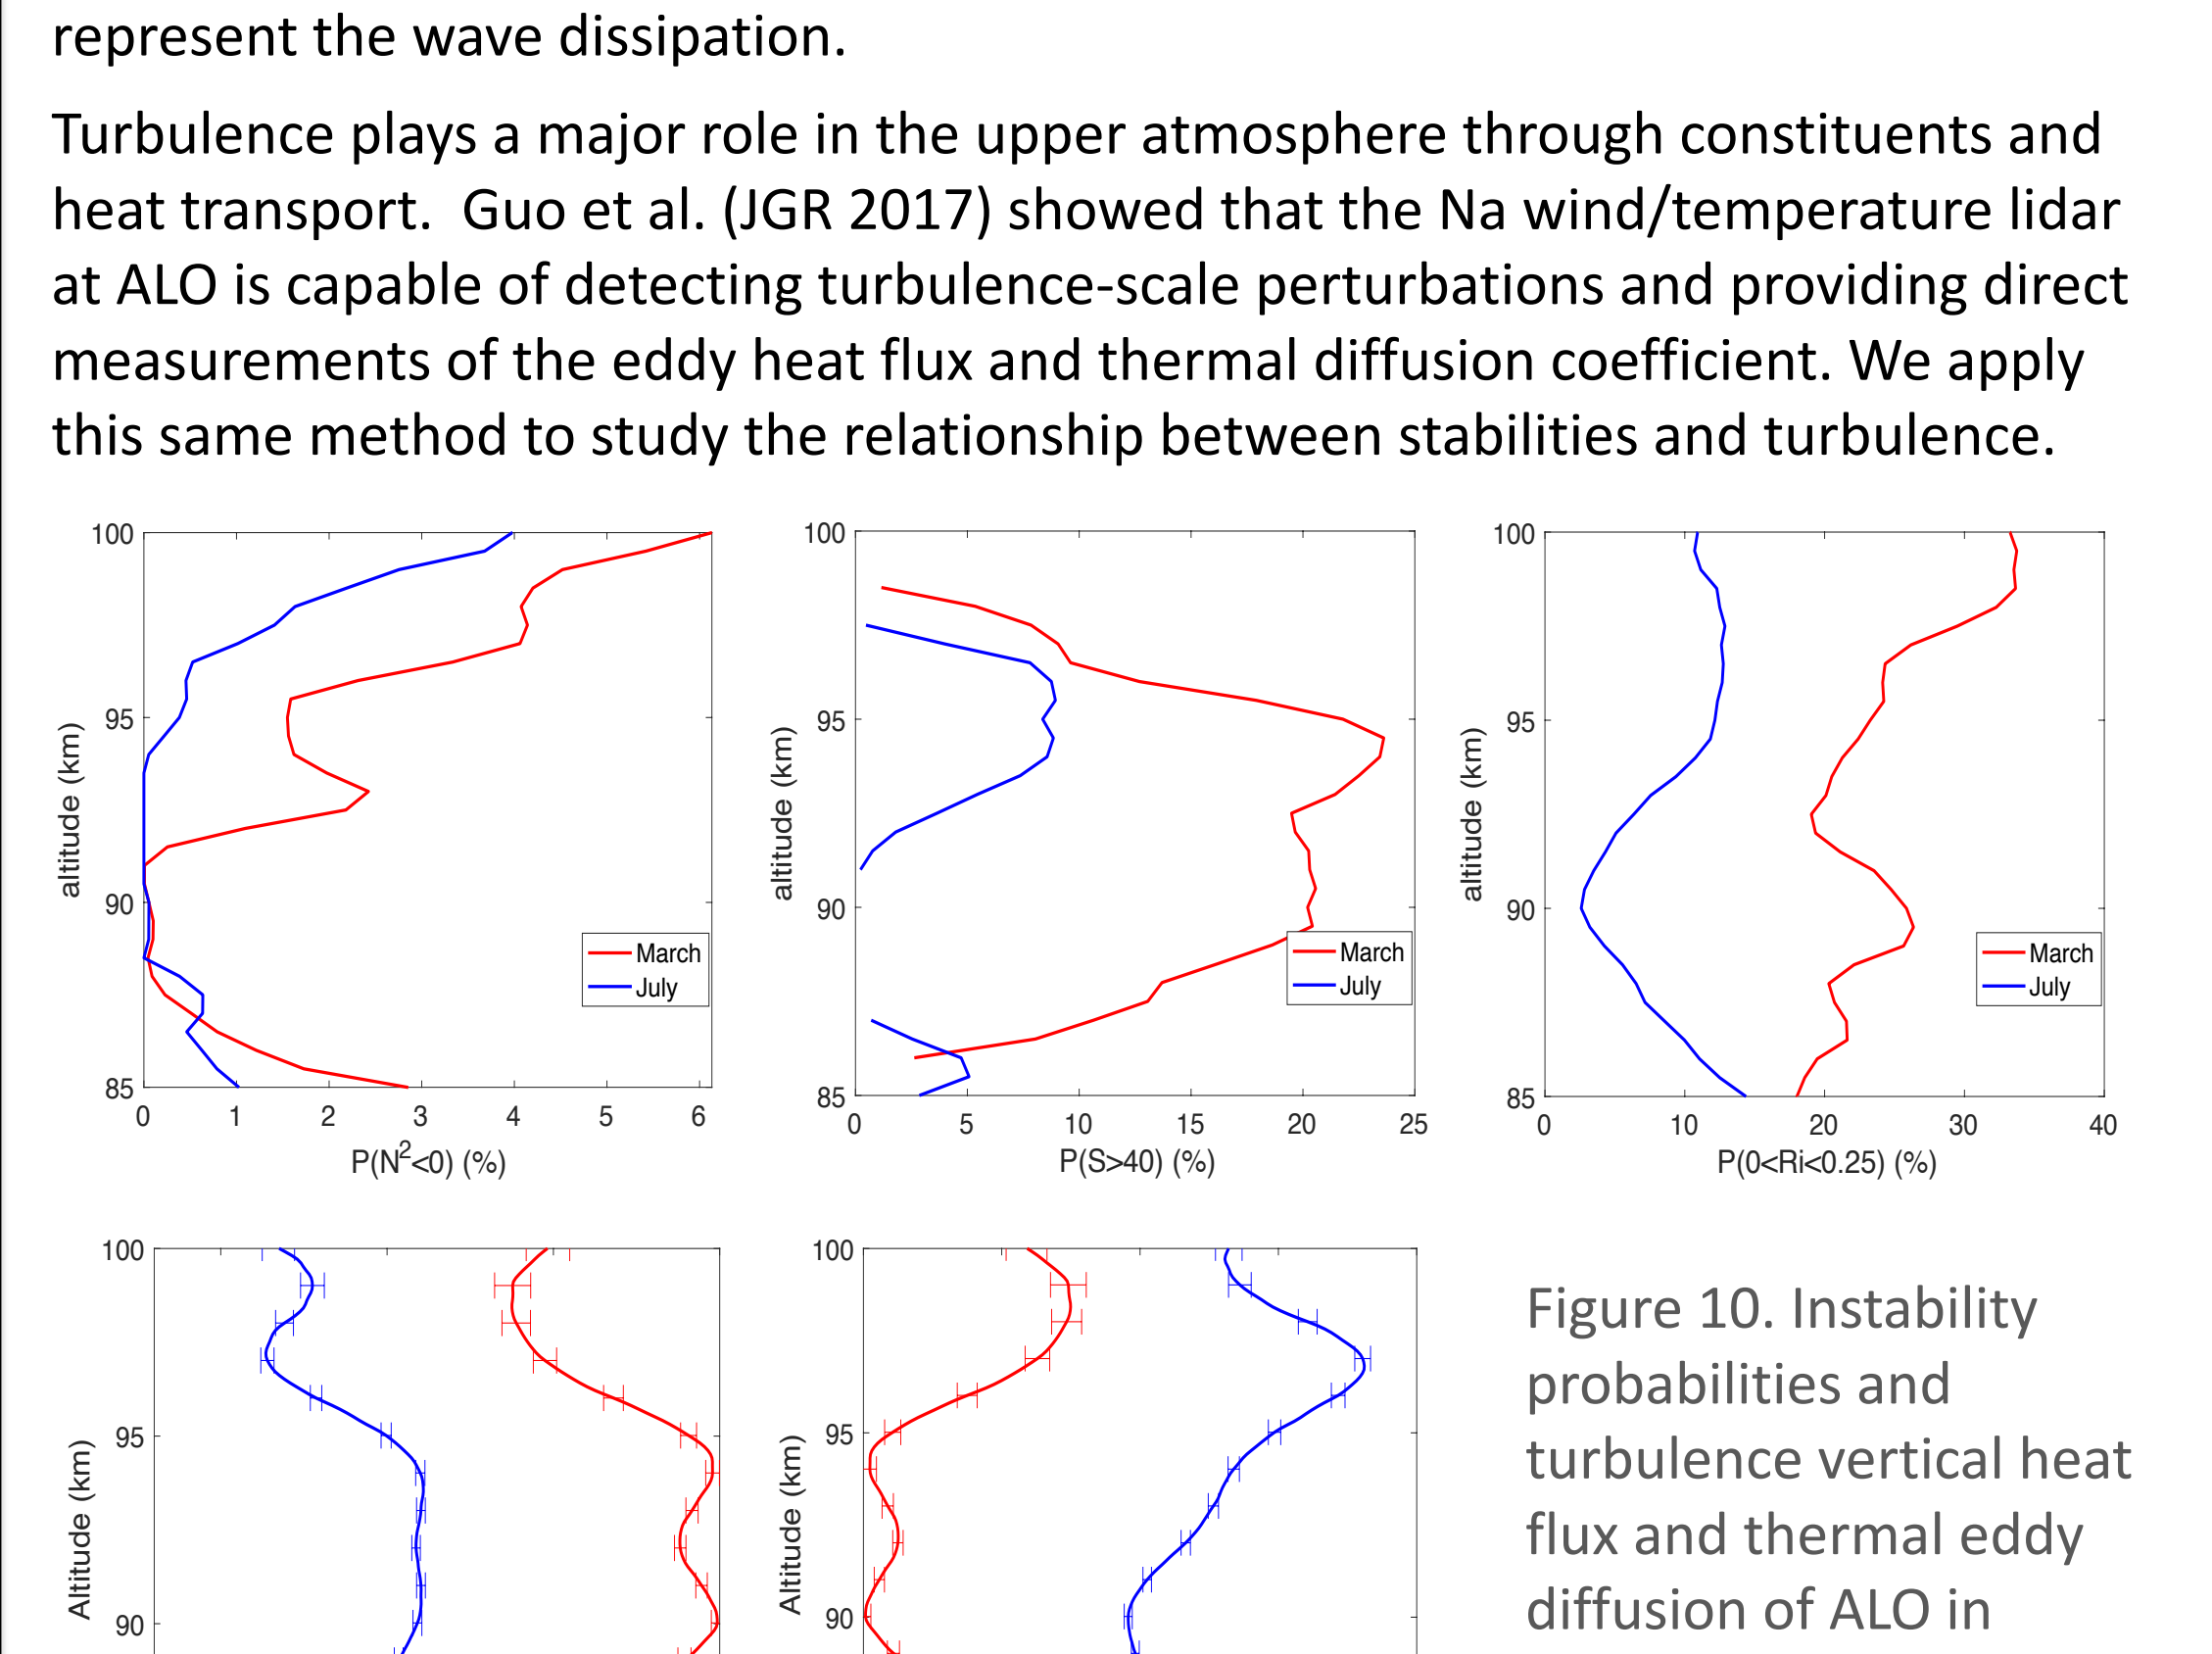 represent the wave dissipation.
Turbulence plays a major role in the upper atmosphere through constituents and
heat transport.  Guo et al. (JGR 2017) showed that the Na wind/temperature lidar
at ALO is capable of detecting turbulence-scale perturbations and providing direct
measurements of the eddy heat flux and thermal diffusion coefficient. We apply
this same method to study the relationship between stabilities and turbulence.
100
95
90
85
altitude (km)
0 1 2 3 4 5 6
P(N²<0) (%)
March
July
100
95
90
85
altitude (km)
0 5 10 15 20 25
P(S>40) (%)
March
July
100
95
90
85
altitude (km)
0 10 20 30 40
P(0<Ri<0.25) (%)
March
July
100
95
90
Altitude (km)
100
95
90
Altitude (km)
Figure 10. Instability
probabilities and
turbulence vertical heat
flux and thermal eddy
diffusion of ALO in